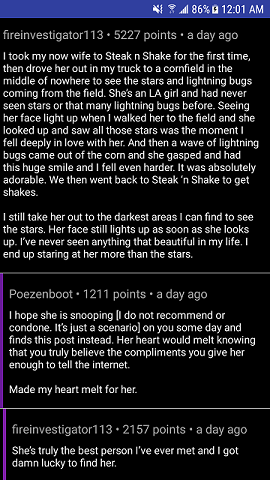 86% 12:01 AM
fireinvestigator113 • 5227 points • a day ago
I took my now wife to Steak n Shake for the first time,
then drove her out in my truck to a cornfield in the
middle of nowhere to see the stars and lightning bugs
coming from the field. She's an LA girl and had never
seen stars or that many lightning bugs before. Seeing
her face light up when I walked her to the field and she
looked up and saw all those stars was the moment I
fell deeply in love with her. And then a wave of lightning
bugs came out of the corn and she gasped and had
this huge smile and I fell even harder. It was absolutely
adorable. We then went back to Steak 'n Shake to get
shakes.
I still take her out to the darkest areas I can find to see
the stars. Her face still lights up as soon as she looks
up. I've never seen anything that beautiful in my life. I
end up staring at her more than the stars.
Poezenboot • 1211 points • a day ago
I hope she is snooping [I do not recommend or
condone. It's just a scenario] on you some day and
finds this post instead. Her heart would melt knowing
that you truly believe the compliments you give her
enough to tell the internet.
Made my heart melt for her.
fireinvestigator113 • 2157 points • a day ago
She's truly the best person I've ever met and I got
damn lucky to find her.